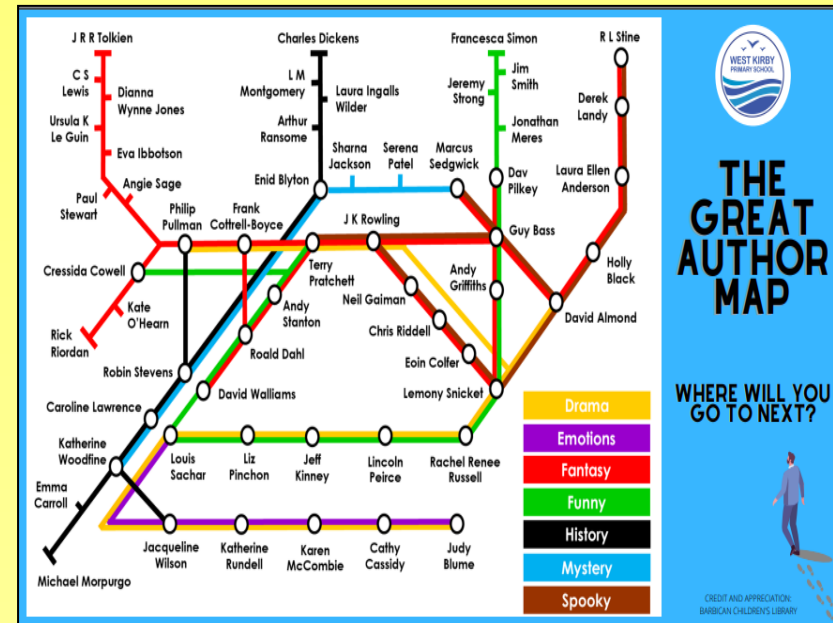 J R R Tolkien
C S
Lewis
Dianna
Wynne Jones
Ursula K
Le Guin
Eva Ibbotson
Paul
Stewart
Angie Sage
Philip
Pullman
Frank
Cottrell-Boyce
Cressida Cowell
Kate
O'Hearn
Rick
Riordan
Charles Dickens
L M
Montgomery
Laura Ingalls
Wilder
Arthur
Ransome
Enid Blyton
Sharna
Jackson
Serena
Patel
Marcus
Sedgwick
Francesca Simon
Jim
Smith
Jeremy
Strong
Jonathan
Meres
Dav
Pilkey
Guy Bass
R L Stine
Derek
Landy
Laura Ellen
Anderson
Holly
Black
David Almond
J K Rowling
Terry
Pratchett
Andy
Stanton
Roald Dahl
David Walliams
Neil Gaiman
Chris Riddell
Eoin Colfer
Andy
Griffiths
Lemony Snicket
Robin Stevens
Caroline Lawrence
Katherine
Woodfine
Emma
Carroll
Michael Morpurgo
Louis
Sachar
Liz
Pinchon
Jeff
Kinney
Lincoln
Peirce
Rachel Renee
Russell
Jacqueline
Wilson
Katherine
Rundell
Karen
McCombie
Cathy
Cassidy
Judy
Blume
Drama
Emotions
Fantasy
Funny
History
Mystery
Spooky
WEST KIRBY
PRIMARY SCHOOL
THE
GREAT
AUTHOR
MAP
WHERE WILL YOU
GO TO NEXT?
CREDIT AND APPRECIATION:
BARBICAN CHILDREN'S LIBRARY